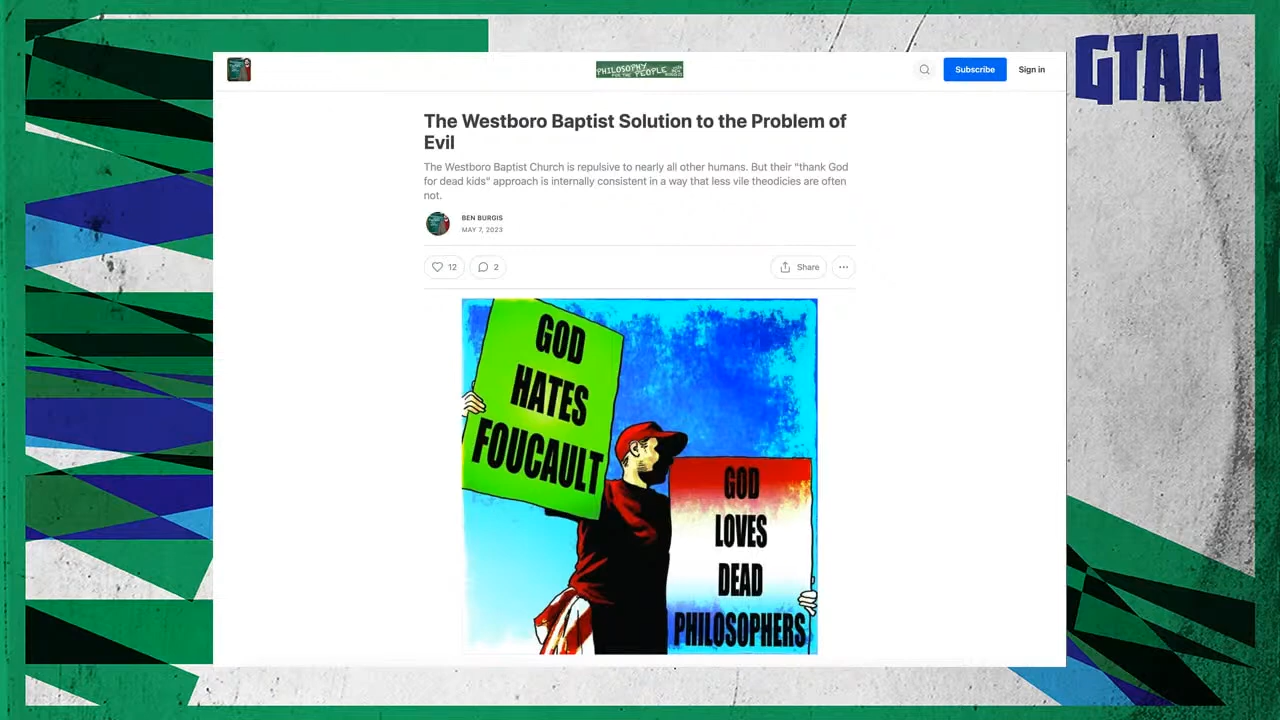 GTAA
PHILOSOPHY
FOR THE PEOPLE
Subscribe
Sign in
The Westboro Baptist Solution to the Problem of
Evil
The Westboro Baptist Church is repulsive to nearly all other humans. But their "thank God
for dead kids" approach is internally consistent in a way that less vile theodicies are often
not.
BEN BURGIS
MAY 7, 2023
12
2
Share
GOD
HATES
FOUCAULT
GOD
LOVES
DEAD
PHILOSOPHERS